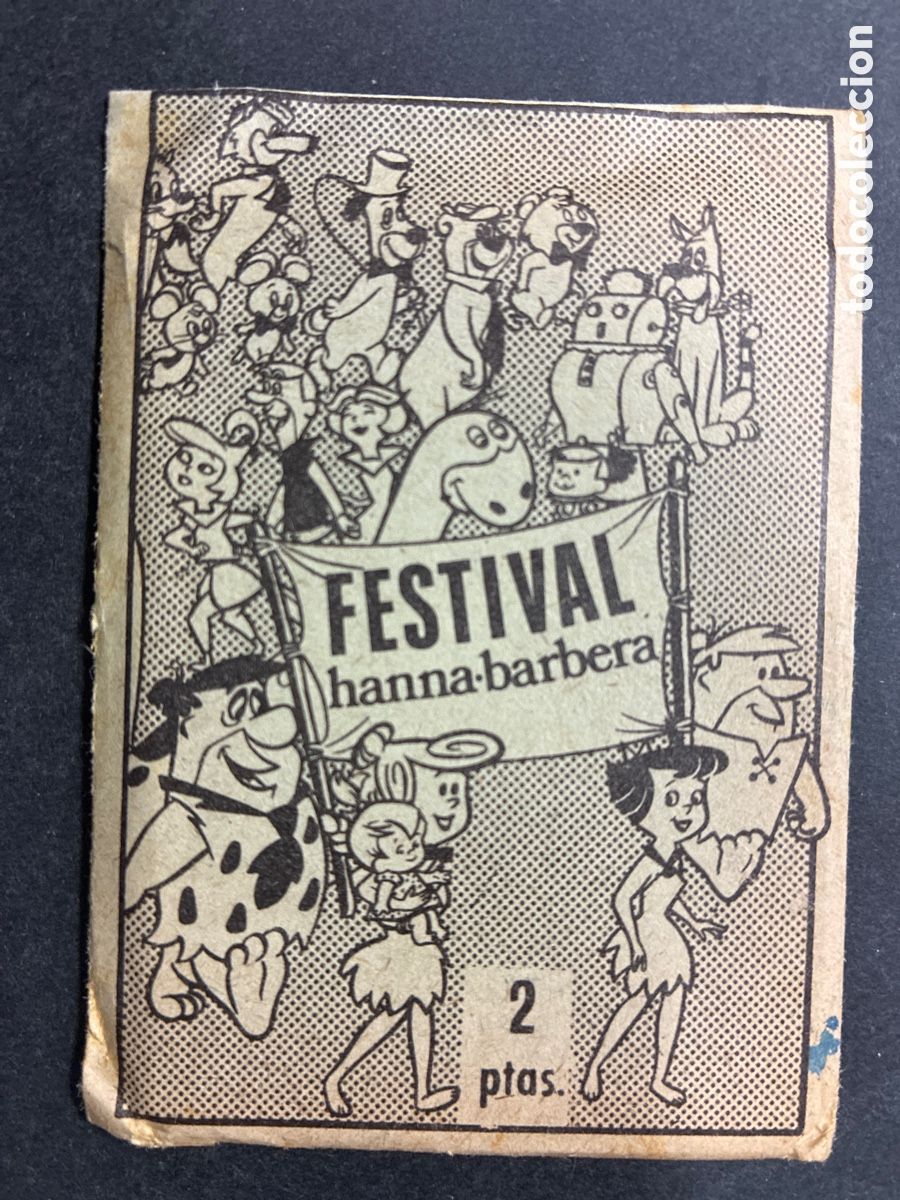 FESTIVAL
hanna·barbera
2
ptas.
todocoleccion